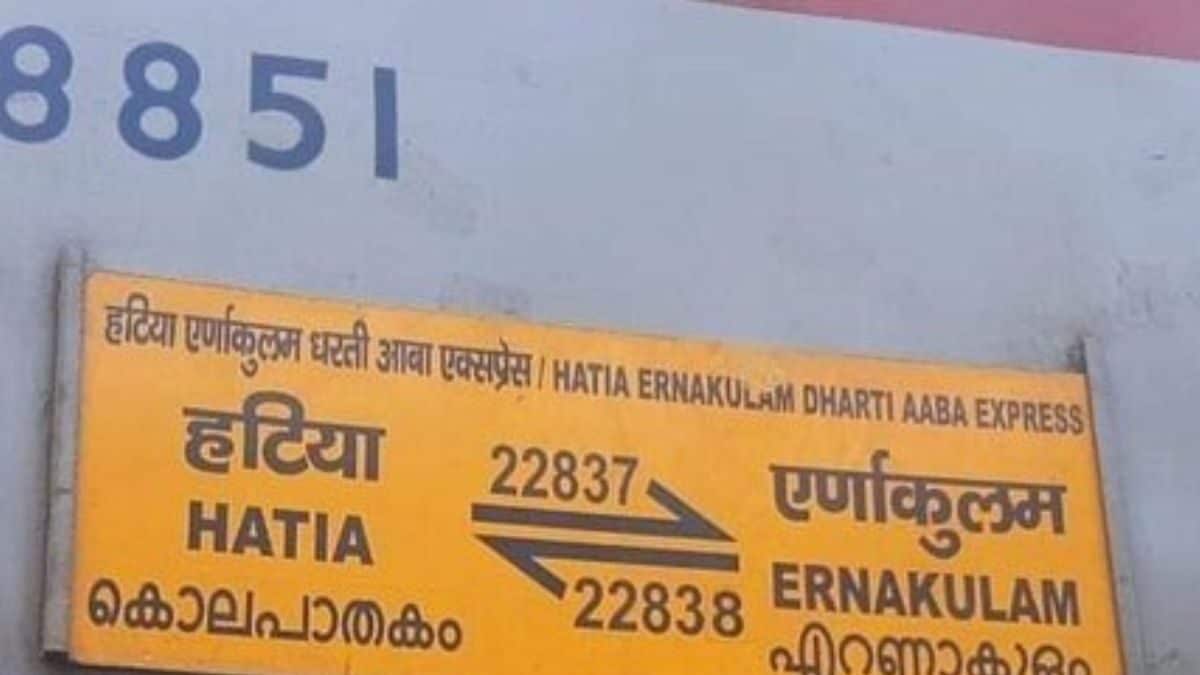 8851
हटिया एर्णाकुलम धरती आबा एक्सप्रेस / HATIA ERNAKULAM DHARTI AABA EXPRESS
हटिया
22837
एर्णाकुलम
HATIA
ERNAKULAM
കൊലപാതകം
22838
എറണാകുളം